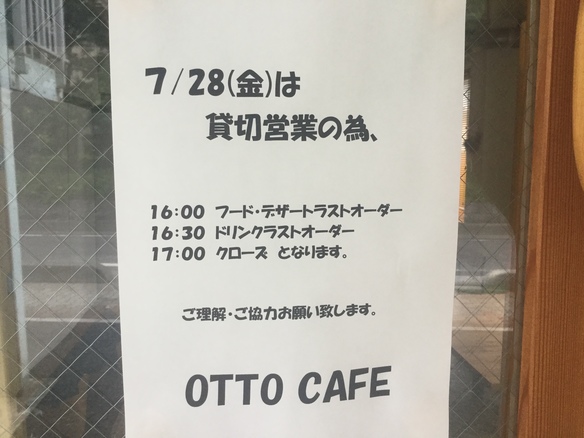 7/28(金)は
貸切営業の為、
16:00 フード・デザートラストオーダー
16:30 ドリンクラストオーダー
17:00 クローズ となります。
ご理解・ご協力お願い致します。
OTTO CAFE